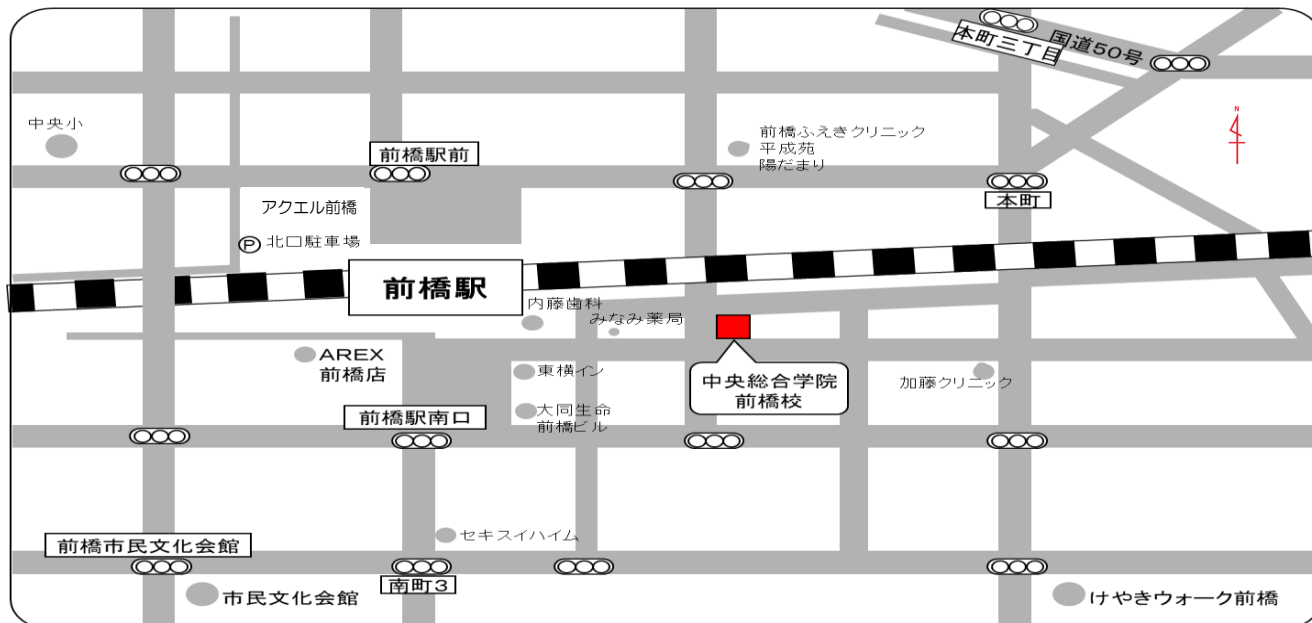 本町三丁目
国道50号
中央小
前橋駅前
前橋ふえきクリニック
平成苑
陽だまり
N
本町
アクエル前橋
P 北口駐車場
前橋駅
内藤歯科
みなみ薬局
AREX
前橋店
東横イン
中央総合学院
前橋校
加藤クリニック
前橋駅南口
大同生命
前橋ビル
セキスイハイム
前橋市民文化会館
南町3
市民文化会館
けやきウォーク前橋